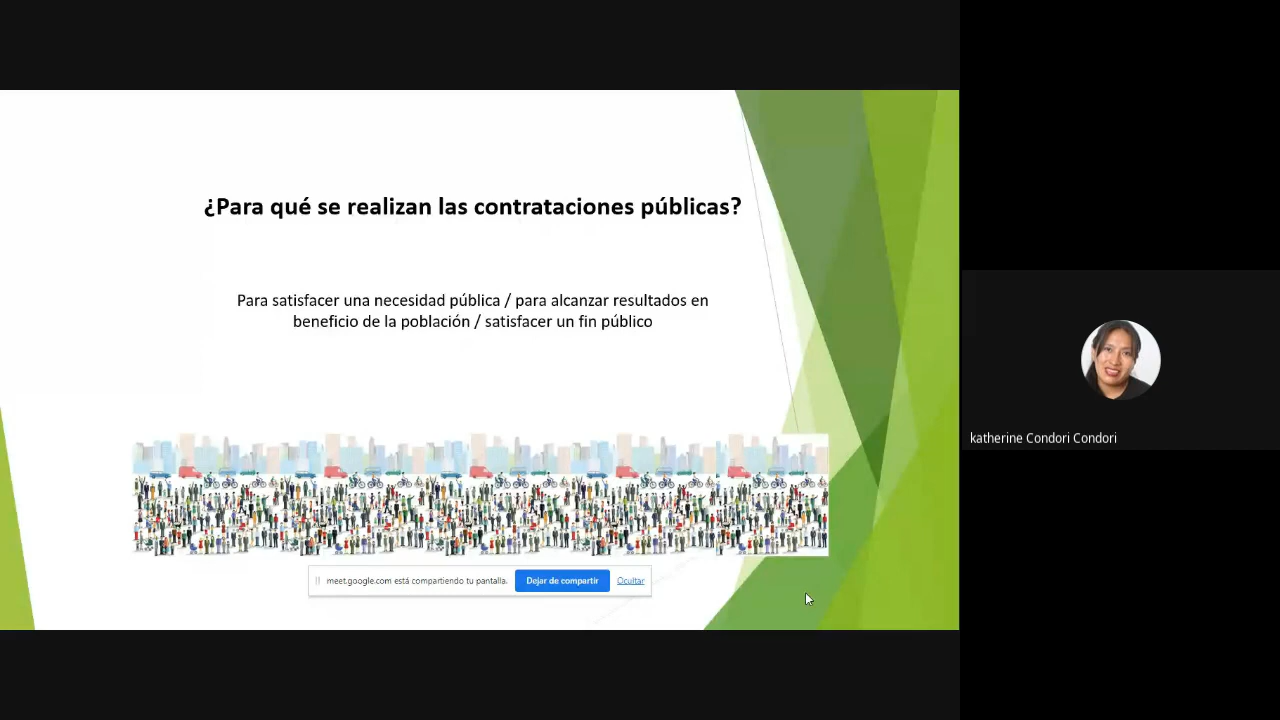 ¿Para qué se realizan las contrataciones públicas?
Para satisfacer una necesidad pública / para alcanzar resultados en
beneficio de la población / satisfacer un fin público
meet.google.com está compartiendo tu pantalla.
Dejar de compartir
Ocultar
katherine Condori Condori